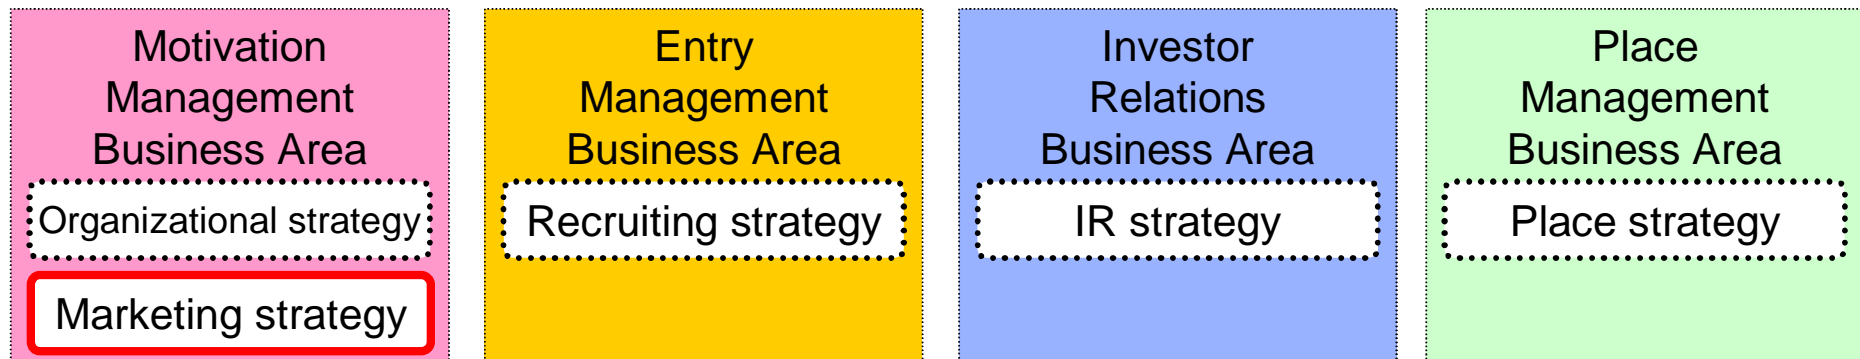 Motivation
Management
Business Area
Organizational strategy
Marketing strategy
Entry
Management
Business Area
Recruiting strategy
Investor
Relations
Business Area
IR strategy
Place
Management
Business Area
Place strategy